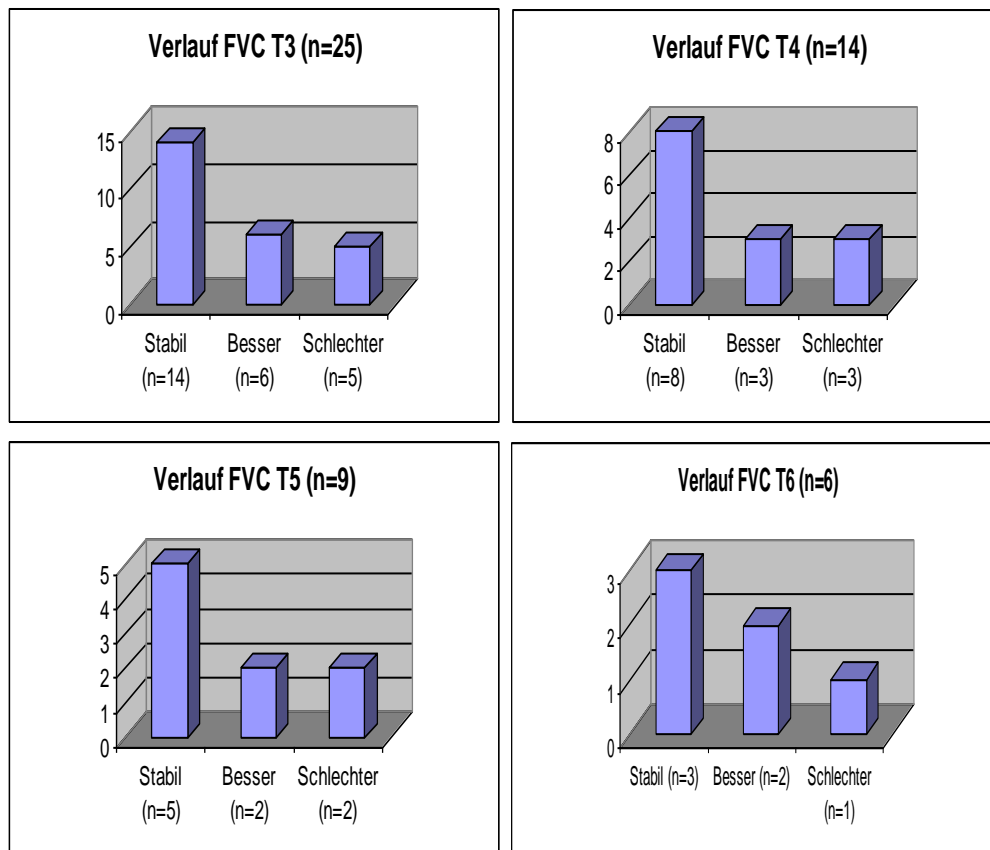 Verlauf FVC T3 (n=25)
15
10
5
0
Stabil
(n=14)
Besser
(n=6)
Schlechter
(n=5)
Verlauf FVC T4 (n=14)
8
6
4
2
0
Stabil
(n=8)
Besser
(n=3)
Schlechter
(n=3)
Verlauf FVC T5 (n=9)
5
4
3
2
1
0
Stabil
(n=5)
Besser
(n=2)
Schlechter
(n=2)
Verlauf FVC T6 (n=6)
3
2
1
0
Stabil (n=3)
Besser (n=2)
Schlechter
(n=1)